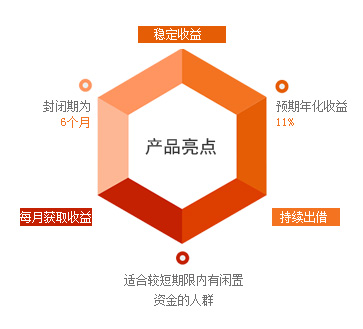 稳定收益
封闭期为
6个月
预期年化收益
11%
产品亮点
每月获取收益
持续出借
适合较短期限内有闲置
资金的人群